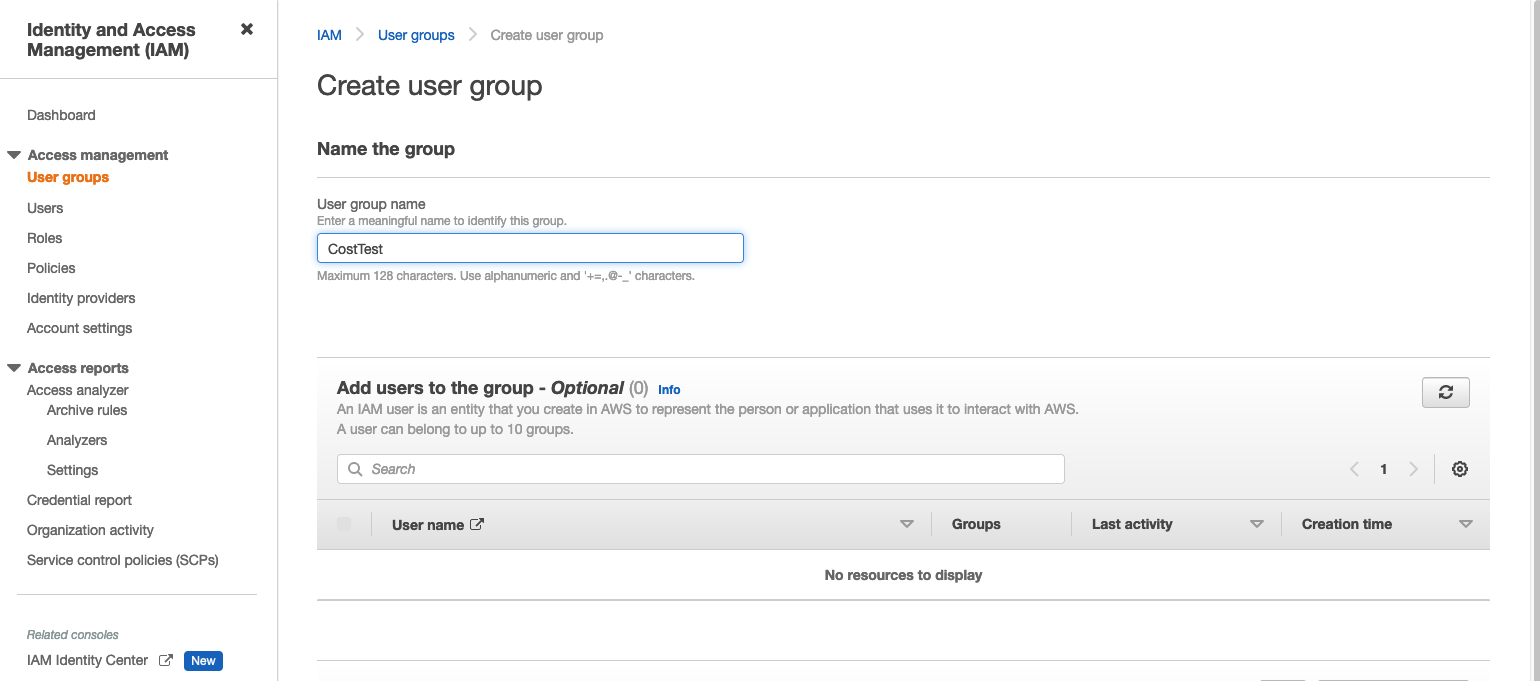 Identity and Access
Management (IAM)
Dashboard
Access management
User groups
Users
Roles
Policies
Identity providers
Account settings
Access reports
Access analyzer
Archive rules
Analyzers
Settings
Credential report
Organization activity
Service control policies (SCPs)
Related consoles
IAM Identity Center New
IAM User groups Create user group
Create user group
Name the group
User group name
Enter a meaningful name to identify this group.
CostTest
Maximum 128 characters. Use alphanumeric and '+=,.@-_' characters.
Add users to the group - Optional (0) Info
An IAM user is an entity that you create in AWS to represent the person or application that uses it to interact with AWS.
A user can belong to up to 10 groups.
Search
1
User name Groups Last activity Creation time
No resources to display